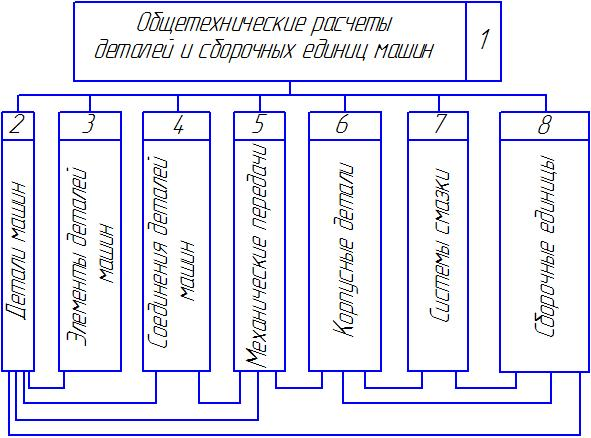 Общетехнические расчеты
деталей и сборочных единиц машин
1
2
3
4
5
6
7
8
Детали машин
Элементы деталей
машин
Соединения деталей
машин
Механические передачи
Корпусные детали
Системы смазки
Сборочные единицы